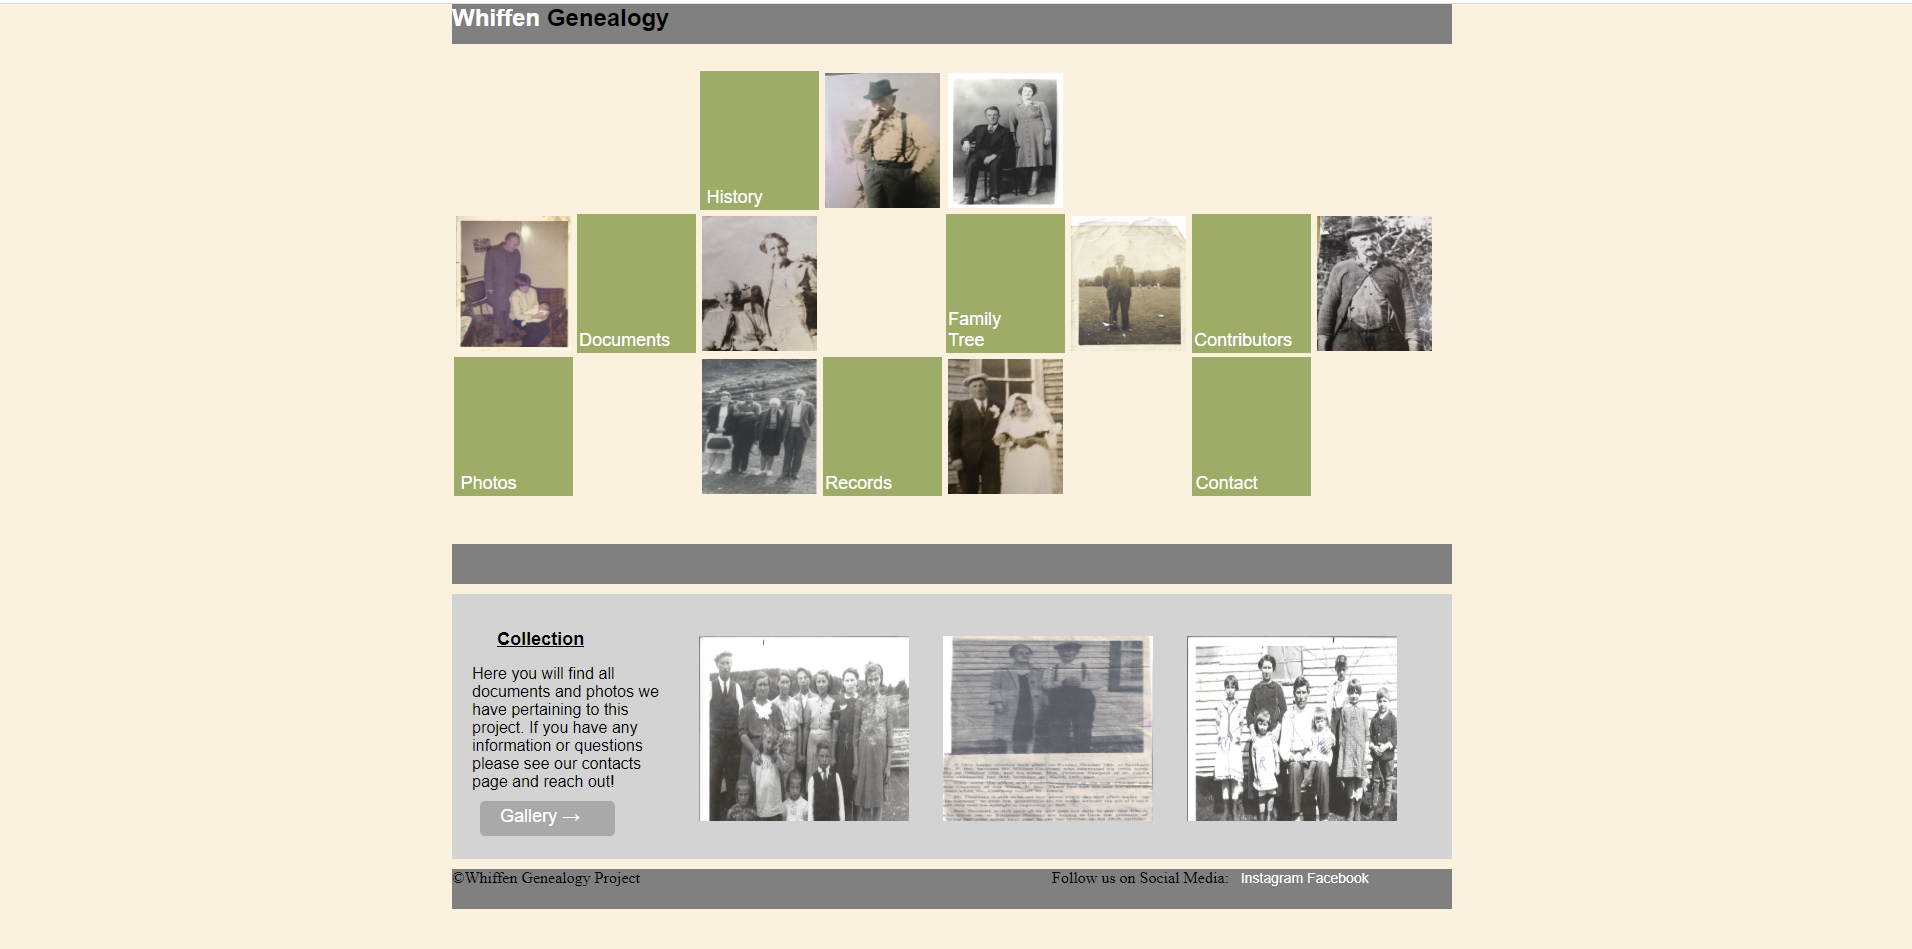 Whiffen Genealogy
History
Documents
Family
Tree
Contributors
Photos
Records
Contact
Collection
Here you will find all
documents and photos we
have pertaining to this
project. If you have any
information or questions
please see our contacts
page and reach out!
Gallery →
©Whiffen Genealogy Project
Follow us on Social Media: Instagram Facebook